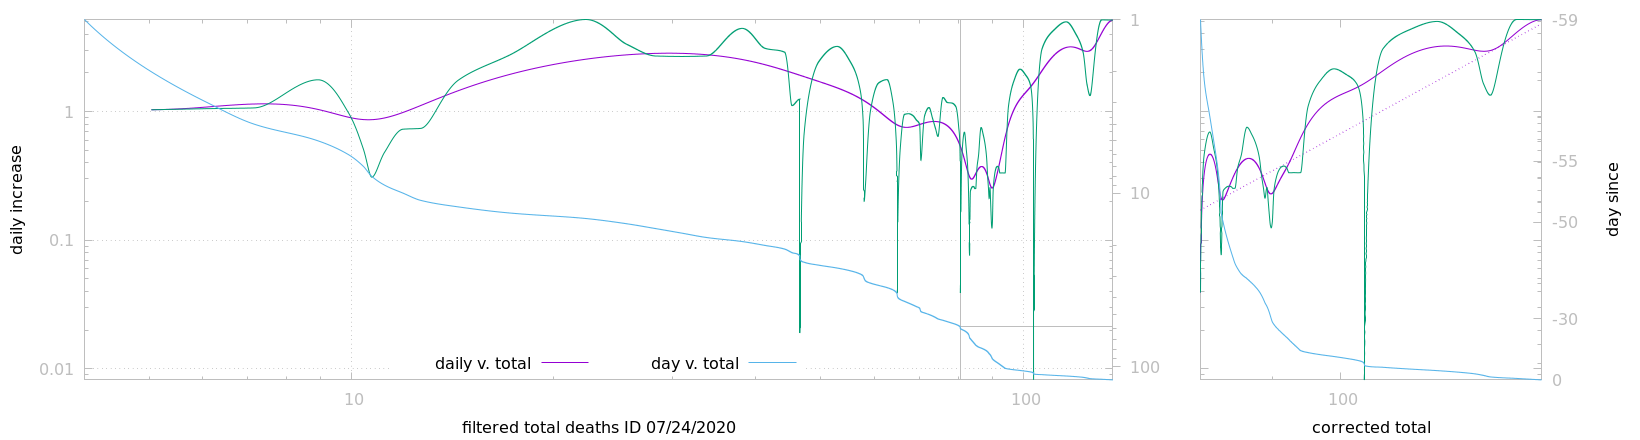 1
0.1
0.01
daily increase
10
100
1
10
100
daily v. total
day v. total
filtered total deaths ID 07/24/2020
-59
-55
-50
-30
0
day since
100
corrected total